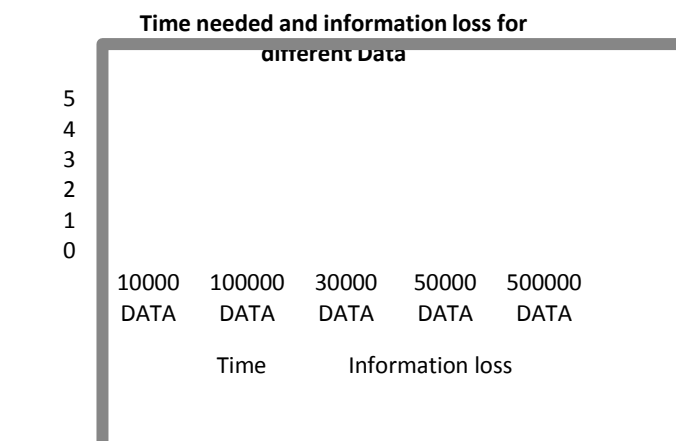 Time needed and information loss for
different Data
5
4
3
2
1
0
10000 100000 30000 50000 500000
DATA DATA DATA DATA DATA
Time Information loss